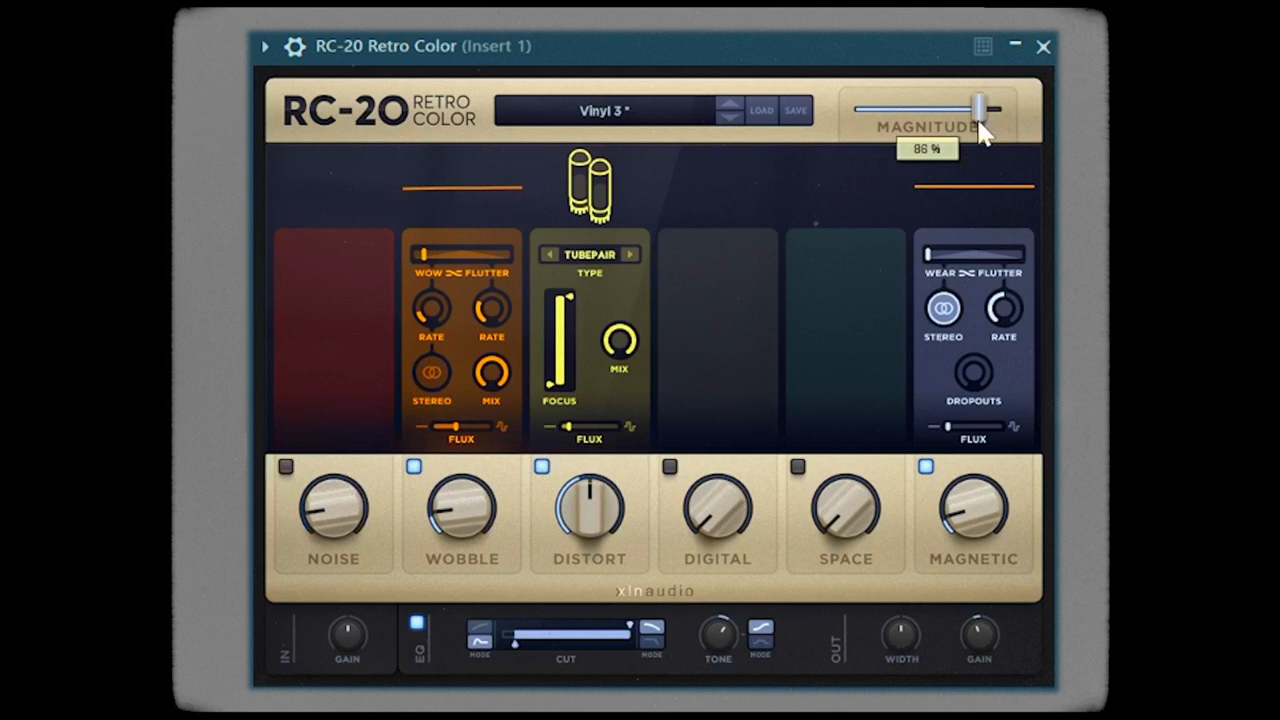 RC-20 Retro Color (Insert 1)
RC-20 RETRO COLOR
Vinyl 3 *
LOAD SAVE
MAGNITUDE
86 %
TUBEPAIR
WOW FLUTTER
TYPE
WEAR FLUTTER
RATE RATE
STEREO RATE
MIX
STEREO MIX
FOCUS
DROPOUTS
FLUX
FLUX
FLUX
NOISE WOBBLE DISTORT DIGITAL SPACE MAGNETIC
xlnaudio
IN GAIN EQ MODE CUT MODE TONE MODE OUT WIDTH GAIN